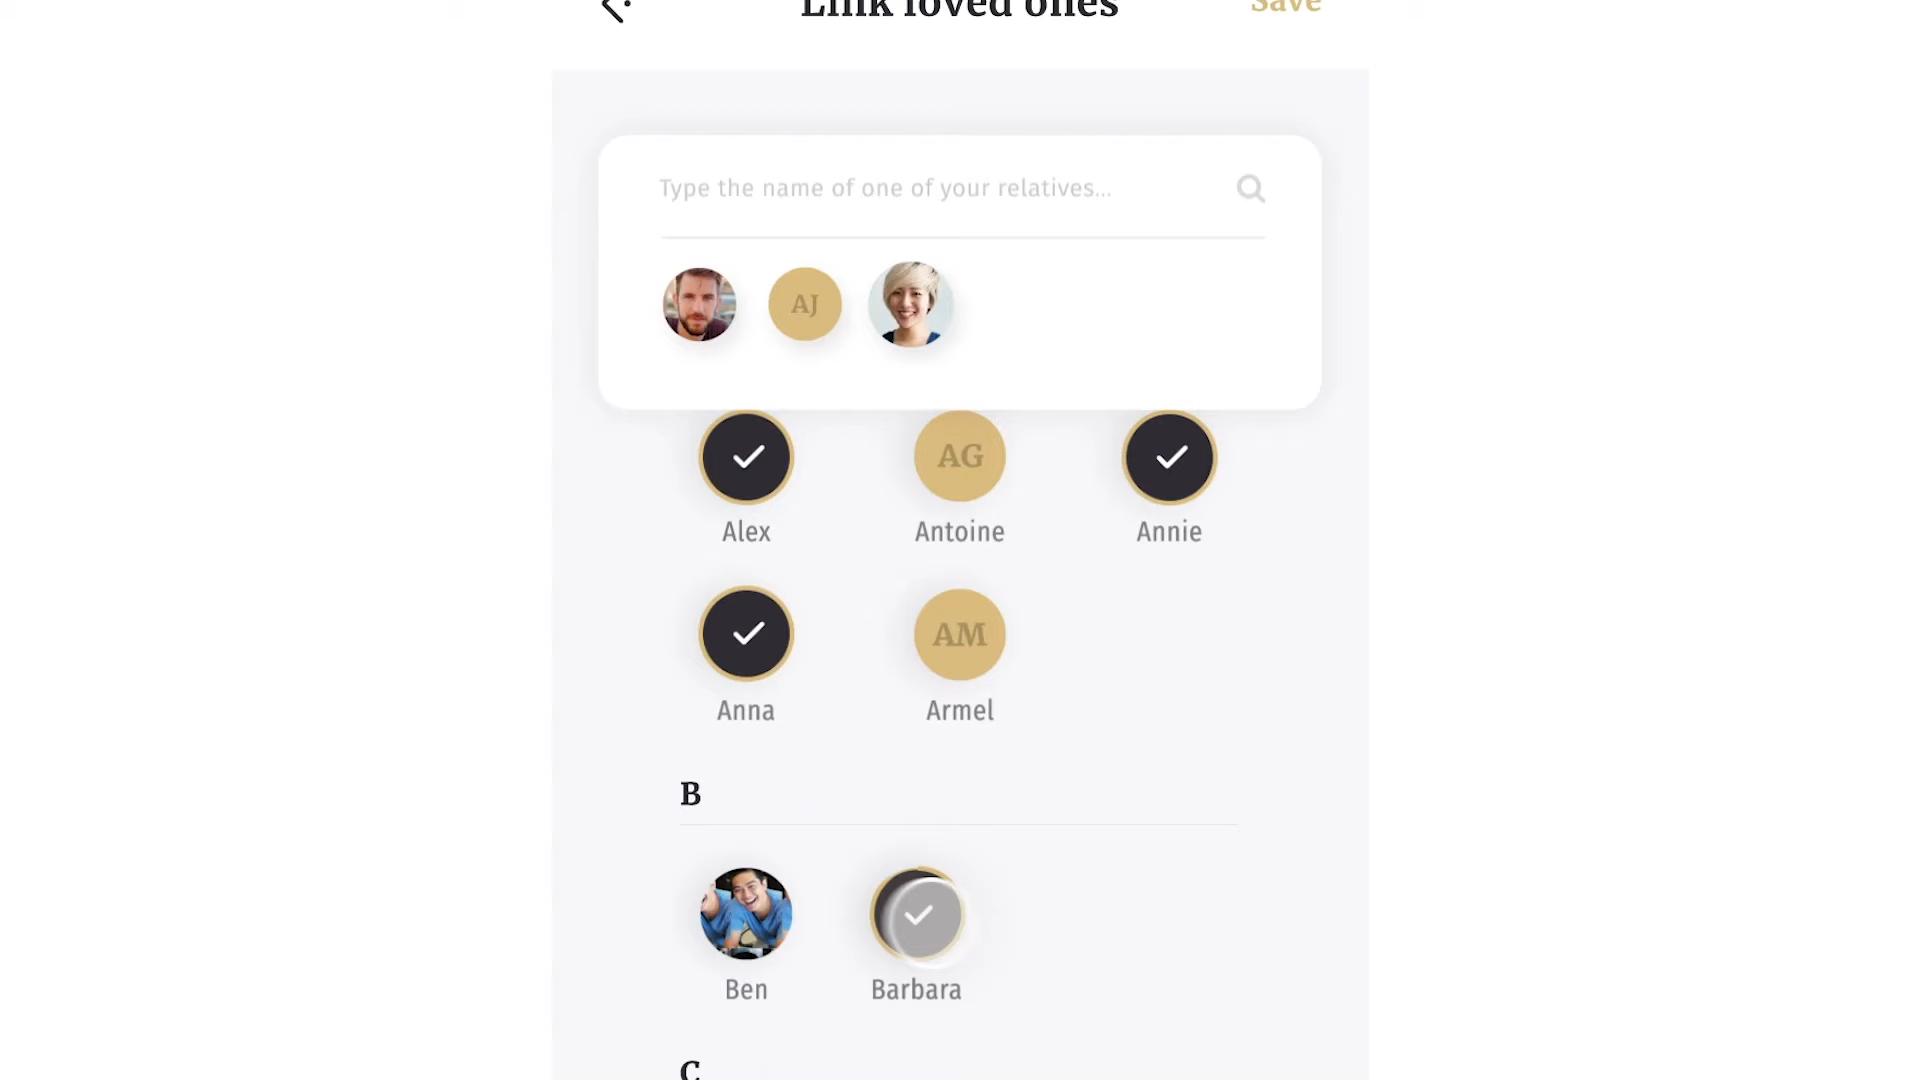 Link loved ones
Save
Type the name of one of your relatives...
AJ
AG
Alex
Antoine
Annie
AM
Anna
Armel
B
Ben
Barbara
C